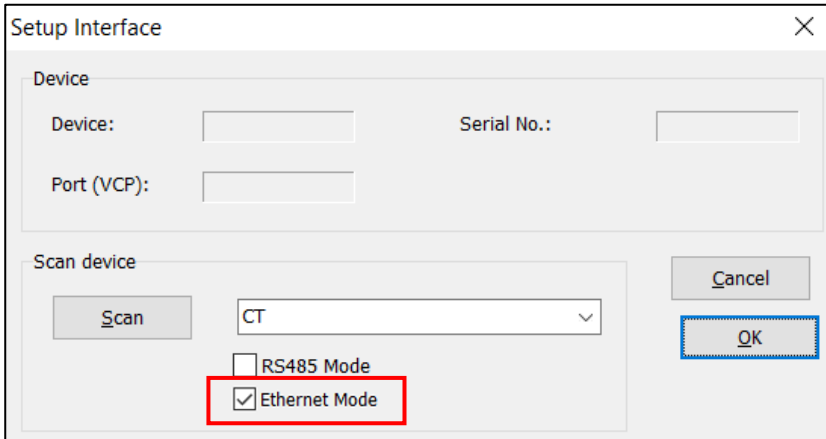 Setup Interface
Device
Device:
Serial No.:
Port (VCP):
Scan device
Cancel
Scan
CT
OK
RS485 Mode
Ethernet Mode